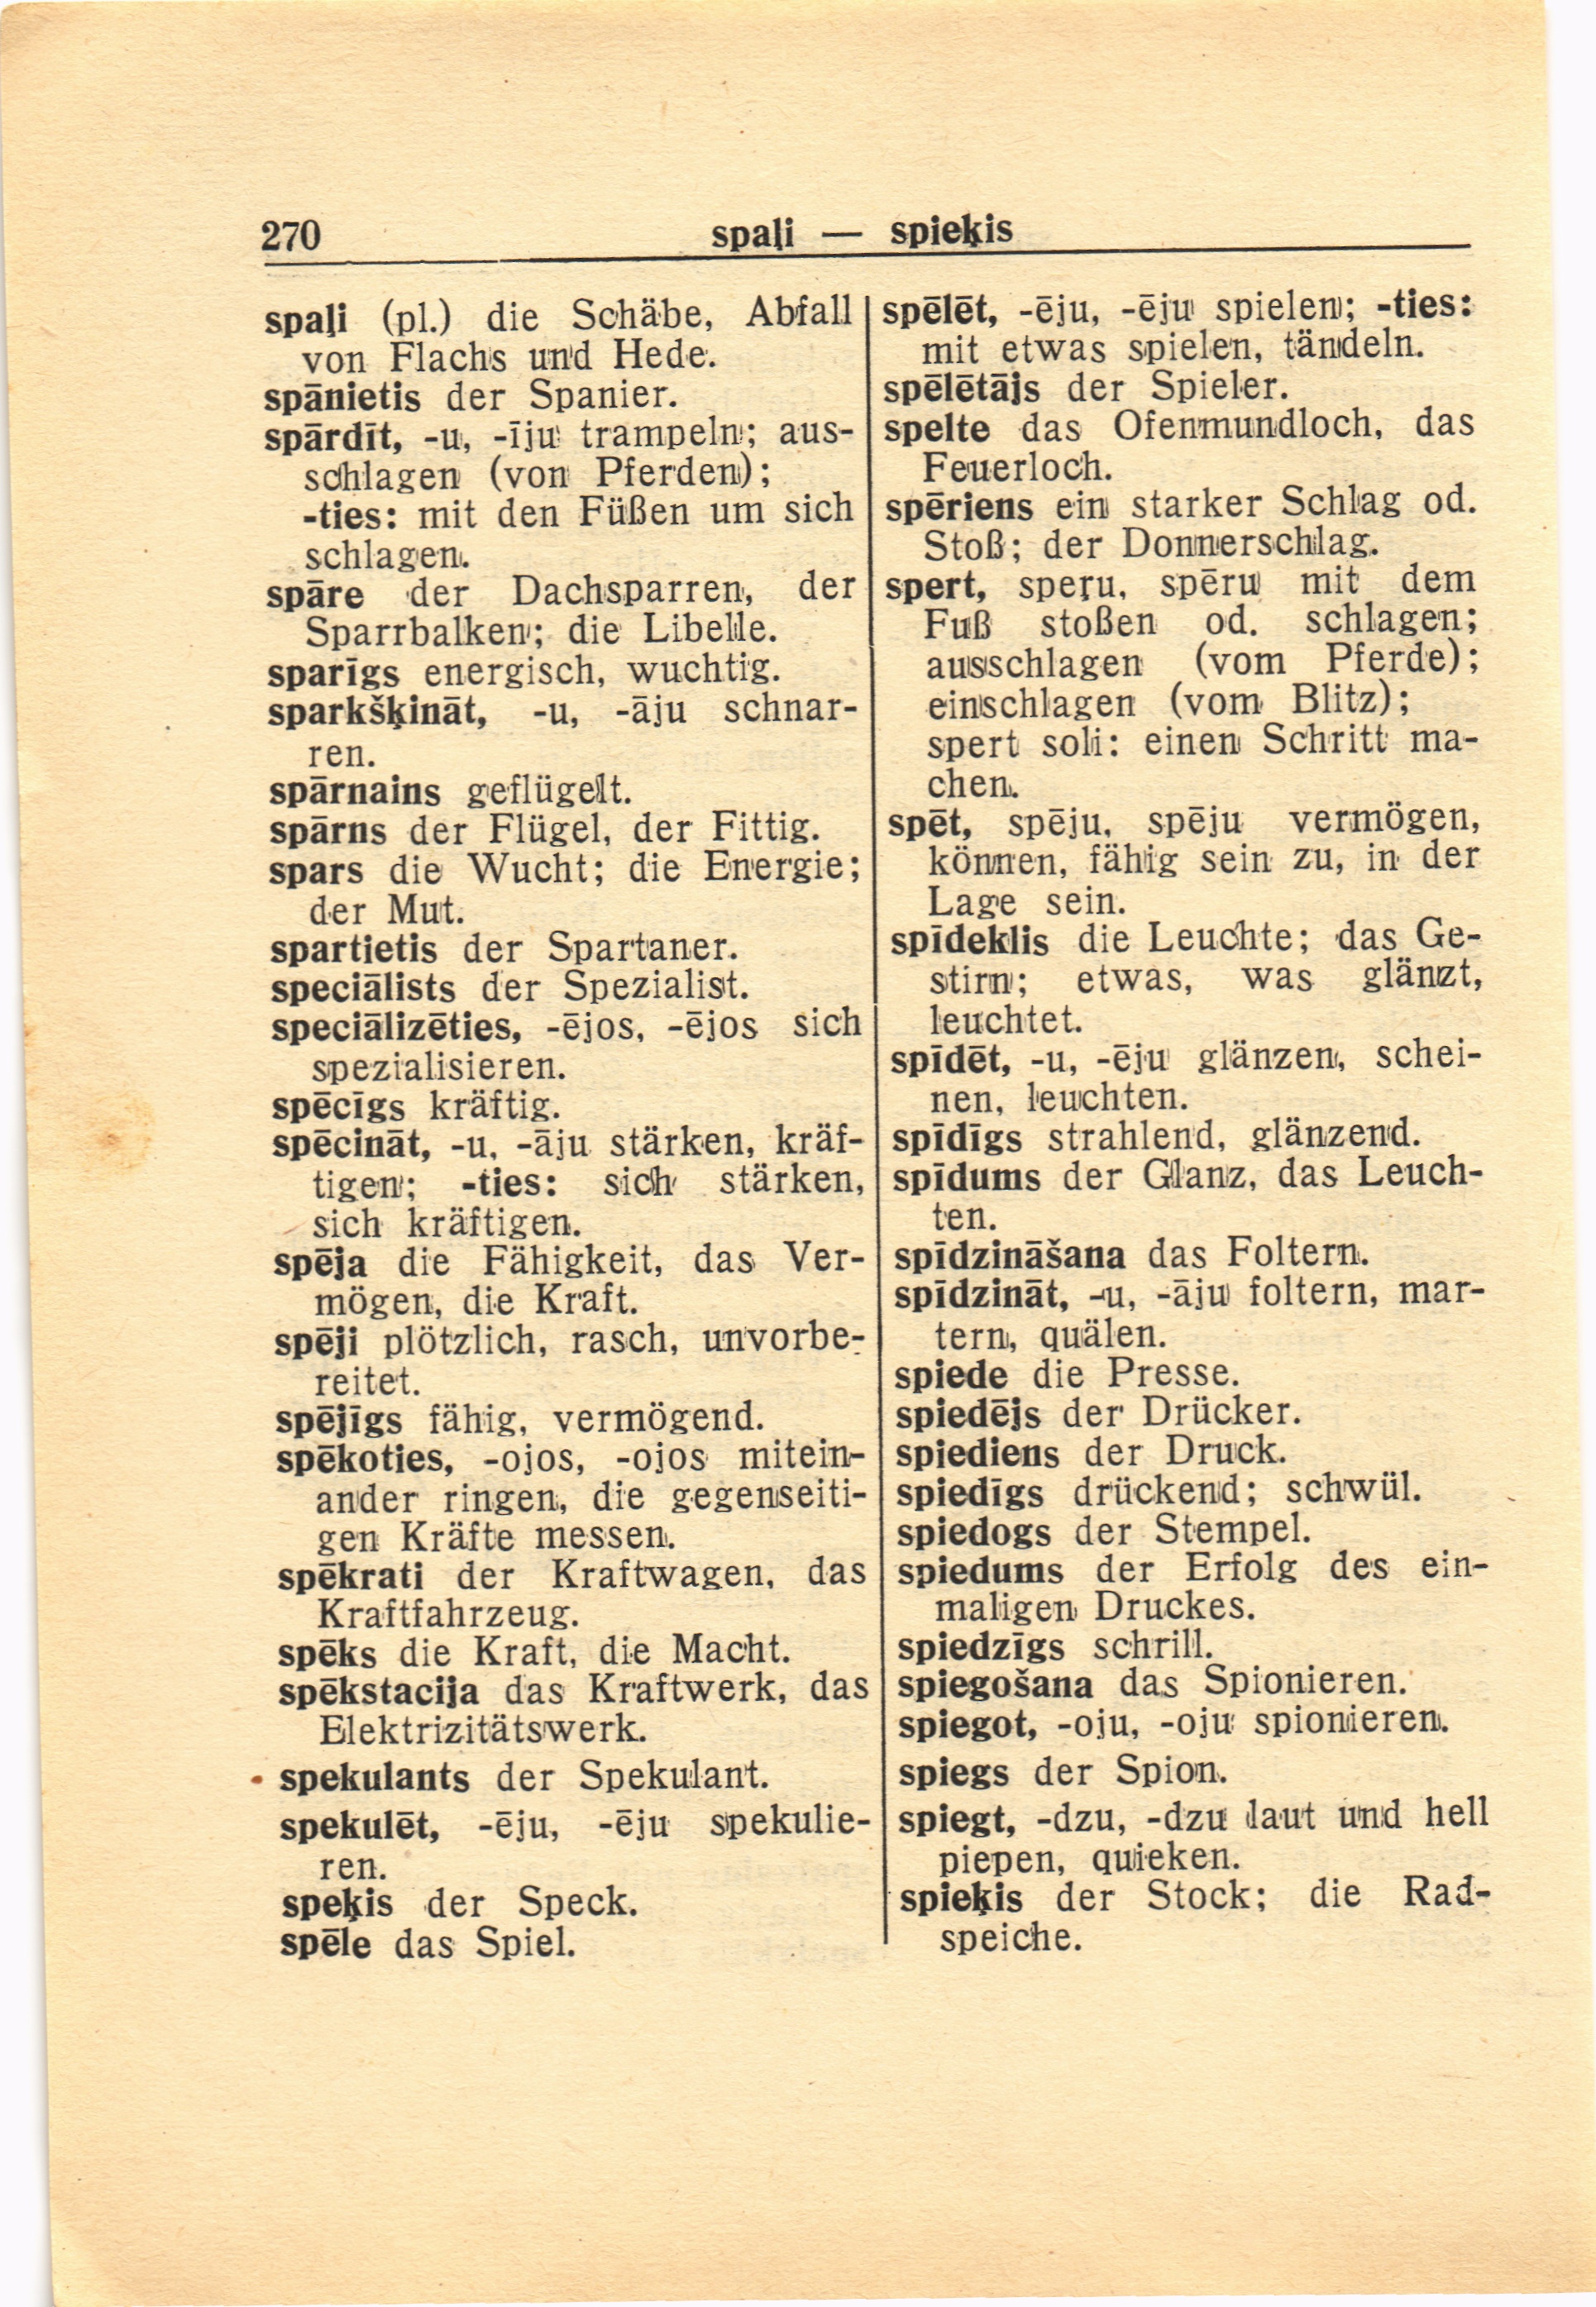 270
spaļi — spieķis
spaļi (pl.) die Schäbe, Abfall
von Flachs und Hede.
spānietis der Spanier.
spārdīt, -u, -īju trampeln; aus-
schlagen (von Pferden);
-ties: mit den Füßen um sich
schlagen.
spāre der Dachsparren, der
Sparrbalken; die Libelle.
sparīgs energisch, wuchtig.
sparkšķināt, -u, -āju schnar-
ren.
spārnains geflügelt.
spārns der Flügel, der Fittig.
spars die Wucht; die Energie;
der Mut.
spartietis der Spartaner.
speciālists der Spezialist.
speciālizēties, -ējos, -ējos sich
spezialisieren.
spēcīgs kräftig.
spēcināt, -u, -āju stärken, kräf-
tigen; -ties: sich stärken,
sich kräftigen.
spēja die Fähigkeit, das Ver-
mögen, die Kraft.
spēji plötzlich, rasch, unvorbe-
reitet.
spējīgs fähig, vermögend.
spēkoties, -ojos, -ojos mitein-
ander ringen, die gegenseiti-
gen Kräfte messen.
spēkrati der Kraftwagen, das
Kraftfahrzeug.
spēks die Kraft, die Macht.
spēkstacija das Kraftwerk, das
Elektrizitätswerk.
spekulants der Spekulant.
spekulēt, -ēju, -ēju spekulie-
ren.
speķis der Speck.
spēle das Spiel.
spēlēt, -ēju, -ēju spielen; -ties:
mit etwas spielen, tändeln.
spēlētājs der Spieler.
spelte das Ofenmundloch, das
Feuerloch.
spēriens ein starker Schlag od.
Stoß; der Donnerschlag.
spert, speŗu, spēru mit dem
Fuß stoßen od. schlagen;
ausschlagen (vom Pferde);
einschlagen (vom Blitz);
spert soli: einen Schritt ma-
chen.
spēt, spēju, spēju vermögen,
können, fähig sein zu, in der
Lage sein.
spīdeklis die Leuchte; das Ge-
stirn; etwas, was glänzt,
leuchtet.
spīdēt, -u, -ēju glänzen, schei-
nen, leuchten.
spīdīgs strahlend, glänzend.
spīdums der Glanz, das Leuch-
ten.
spīdzināšana das Foltern.
spīdzināt, -u, -āju foltern, mar-
tern, quälen.
spiede die Presse.
spiedējs der Drücker.
spiediens der Druck.
spiedīgs drückend; schwül.
spiedogs der Stempel.
spiedums der Erfolg des ein-
maligen Druckes.
spiedzīgs schrill.
spiegošana das Spionieren.
spiegot, -oju, -oju spionieren.
spiegs der Spion.
spiegt, -dzu, -dzu laut und hell
piepen, quieken.
spieķis der Stock; die Rad-
speiche.